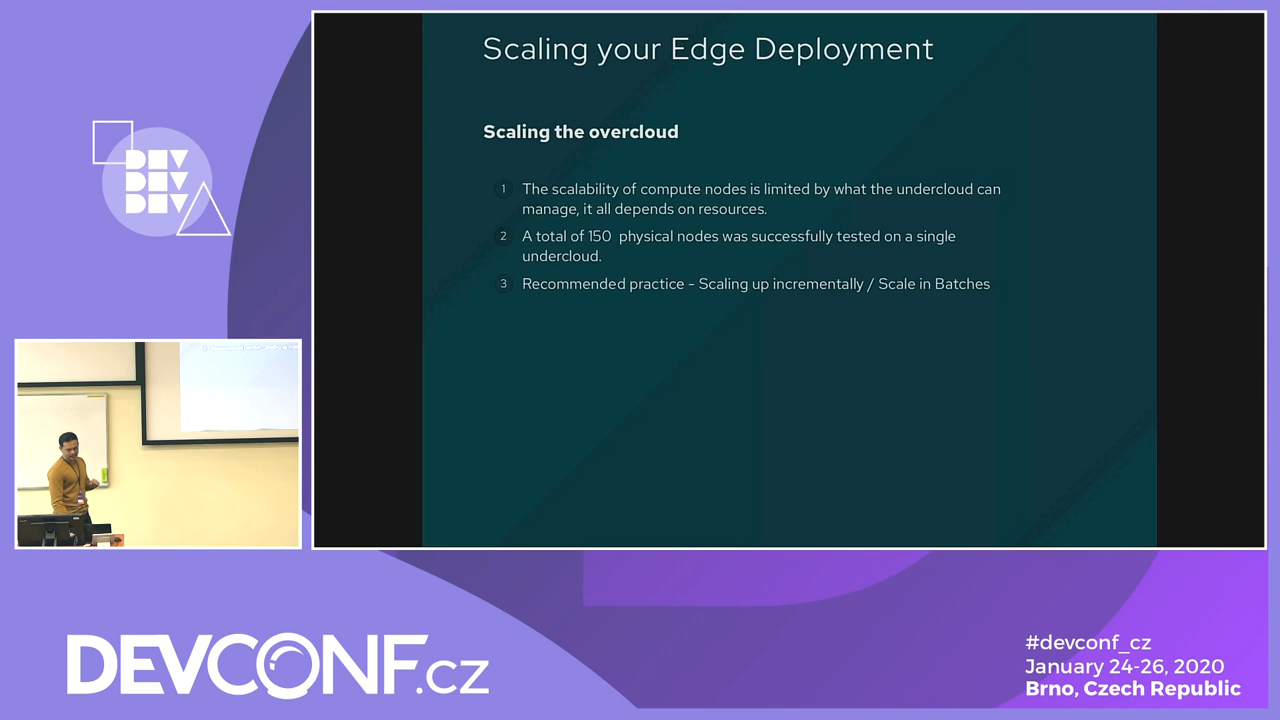 Scaling your Edge Deployment
Scaling the overcloud
1 The scalability of compute nodes is limited by what the undercloud can
manage, it all depends on resources.
2 A total of 150 physical nodes was successfully tested on a single
undercloud.
3 Recommended practice - Scaling up incrementally / Scale in Batches
DEV
DEV
DEV
DEVCONF.cz
#devconf_cz
January 24-26, 2020
Brno, Czech Republic